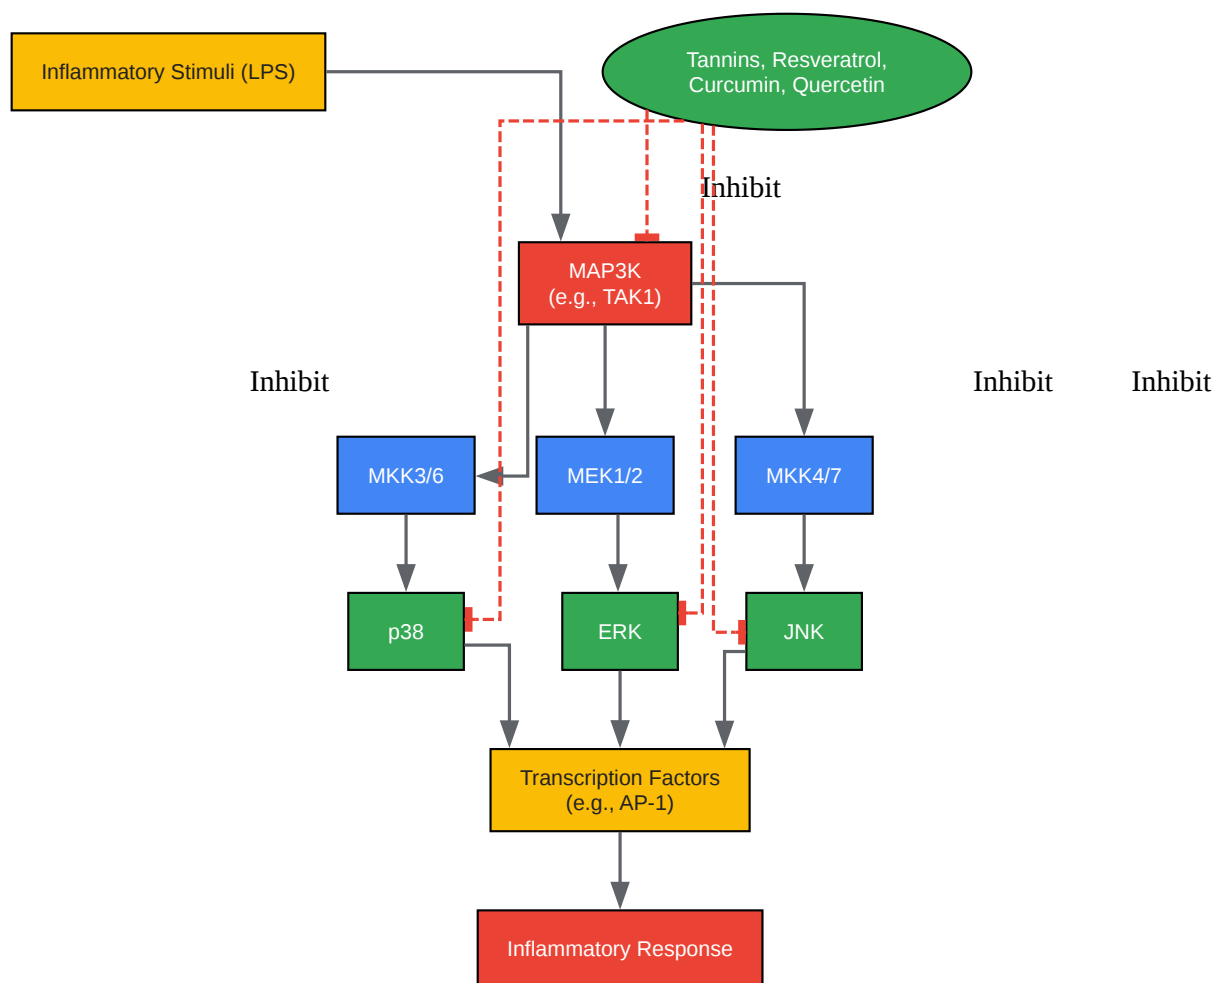 Inflammatory Stimuli (LPS)
Tannins, Resveratrol,
Curcumin, Quercetin
Inhibit
MAP3K
(e.g., TAK1)
Inhibit
Inhibit
Inhibit
MKK3/6
MEK1/2
MKK4/7
p38
ERK
JNK
Transcription Factors
(e.g., AP-1)
Inflammatory Response